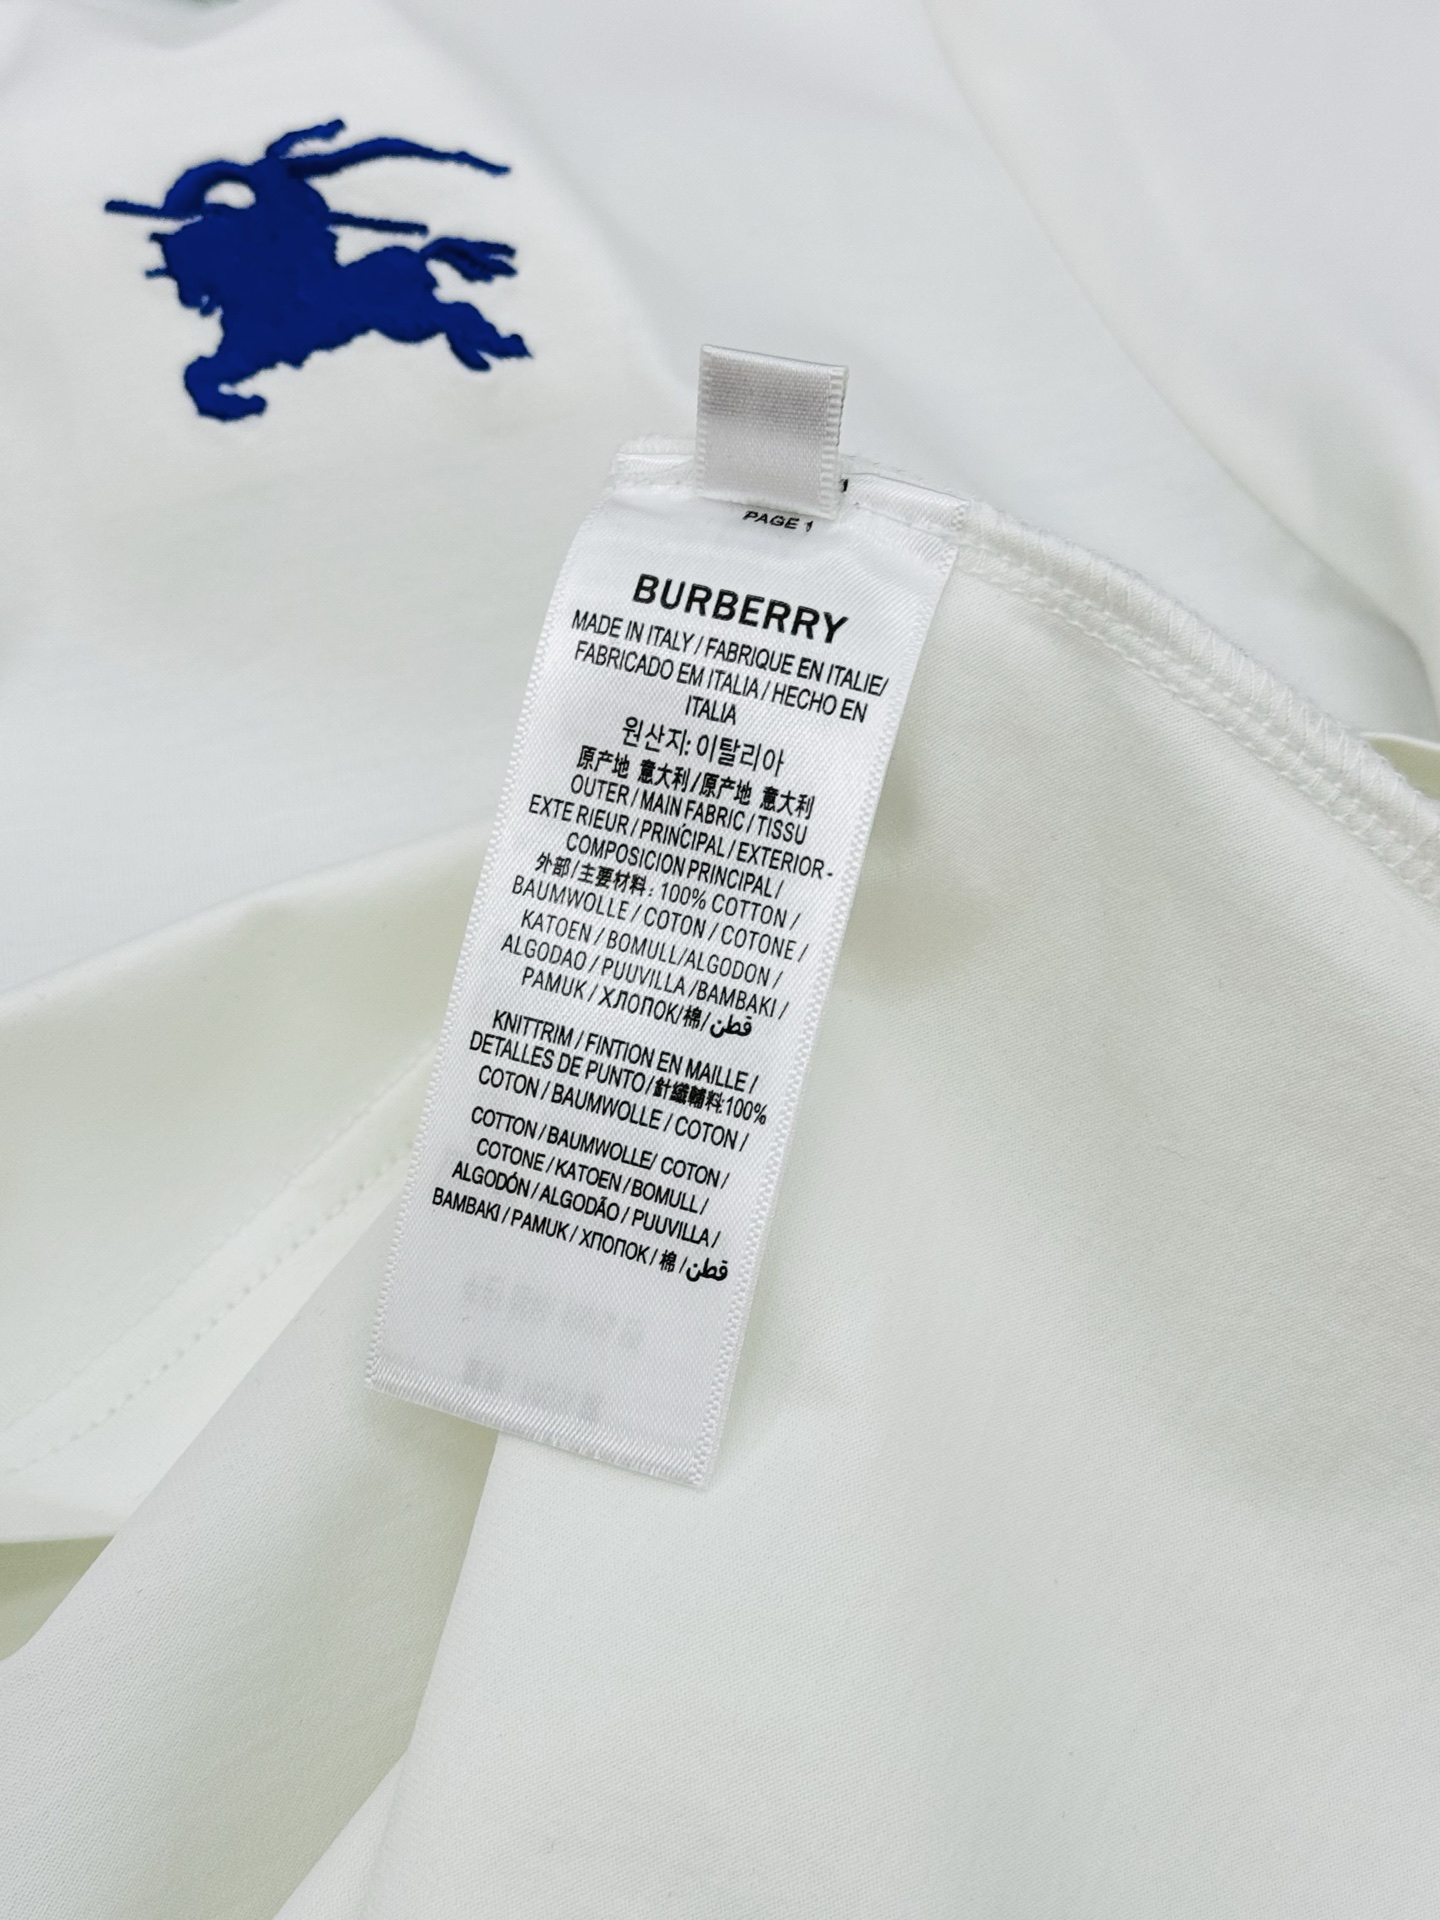 PAGE 1
BURBERRY
MADE IN ITALY / FABRIQUE EN ITALIE/
FABRICADO EM ITALIA / HECHO EN
ITALIA
원산지: 이탈리아
原产地 意大利/原产地 意大利
OUTER / MAIN FABRIC / TISSU
EXTE RIEUR / PRINCIPAL / EXTERIOR-
COMPOSICION PRINCIPAL /
外部/主要材料: 100% COTTON /
BAUMWOLLE / COTON / COTONE /
KATOEN / BOMULL/ALGODON /
ALGODAO / PUUVILLA /BAMBAKI /
PAMUK / ХЛОПОК/棉/قطن
KNITTRIM / FINTION EN MAILLE /
DETALLES DE PUNTO/針織輔料:100%
COTON / BAUMWOLLE / COTON /
COTTON / BAUMWOLLE/ COTON /
COTONE / KATOEN / BOMULL /
ALGODÓN / ALGODÃO / PUUVILLA /
BAMBAKI / PAMUK / ХПОПОК / 棉 /قطن